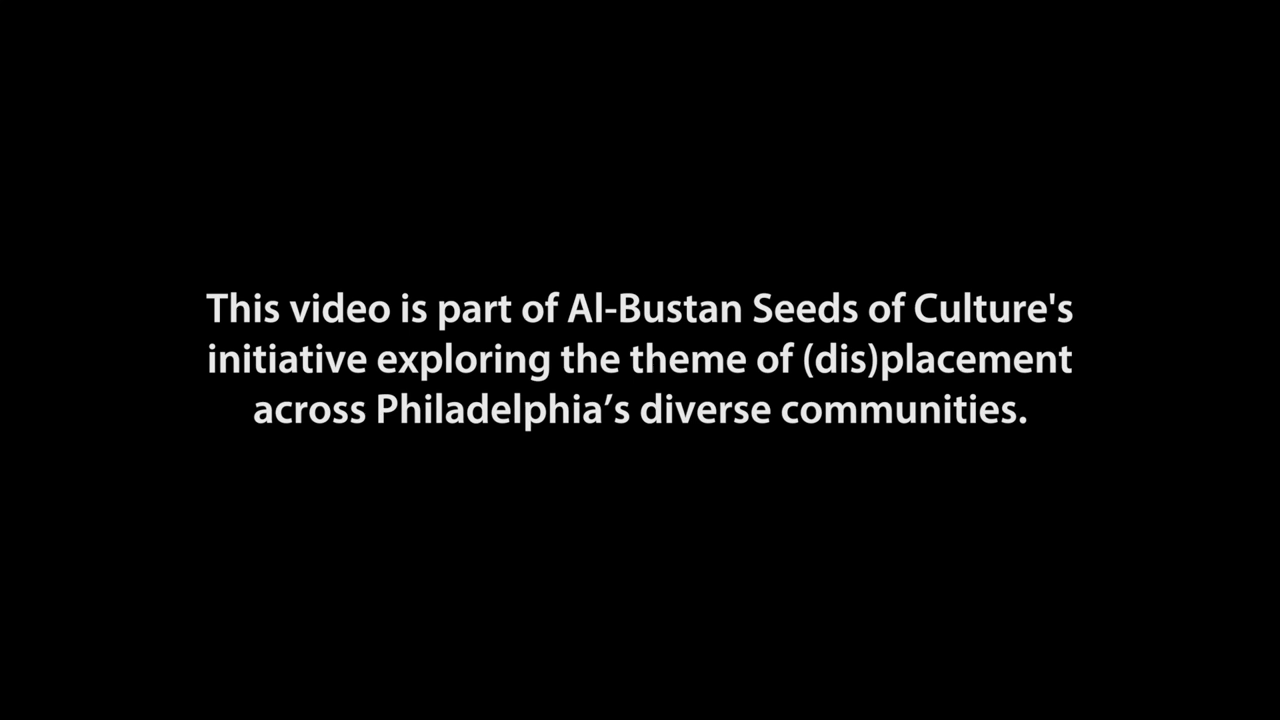 This video is part of Al-Bustan Seeds of Culture's
initiative exploring the theme of (dis)placement
across Philadelphia’s diverse communities.